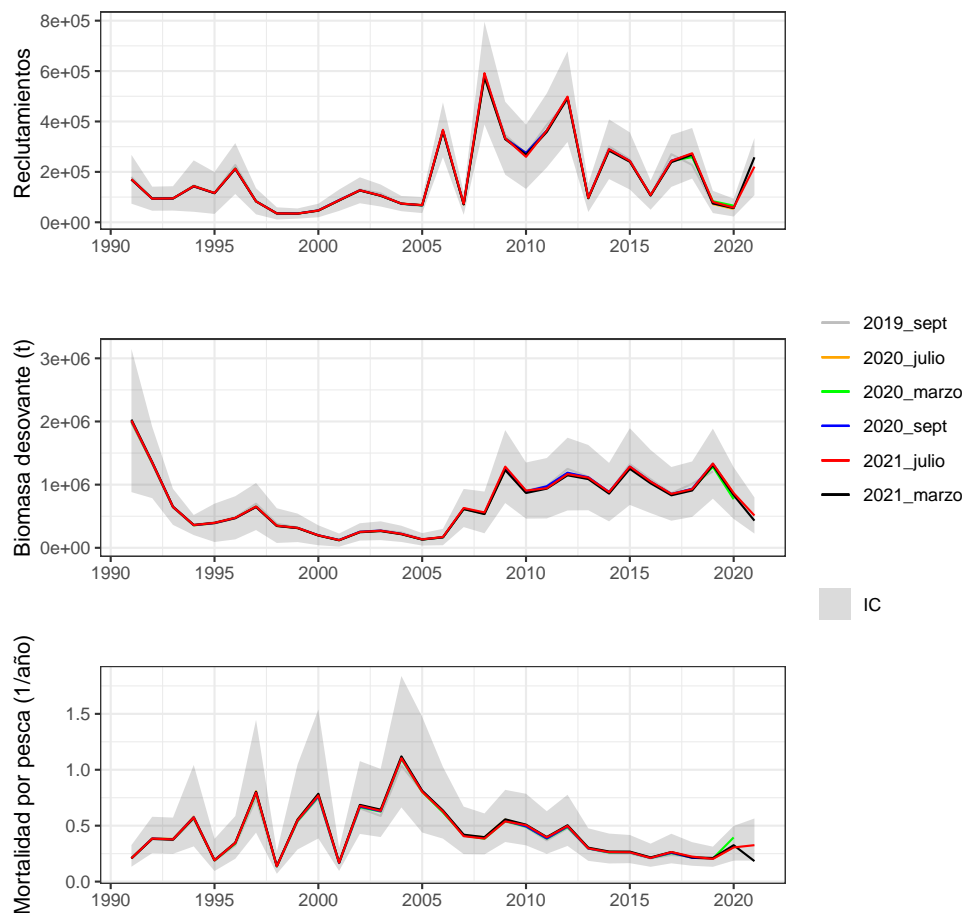 Reclutamientos
8e+05
6e+05
4e+05
2e+05
0e+00
1990 1995 2000 2005 2010 2015 2020
Biomasa desovante (t)
3e+06
2e+06
1e+06
0e+00
1990 1995 2000 2005 2010 2015 2020
2019_sept
2020_julio
2020_marzo
2020_sept
2021_julio
2021_marzo
IC
Mortalidad por pesca (1/año)
1.5
1.0
0.5
0.0
1990 1995 2000 2005 2010 2015 2020